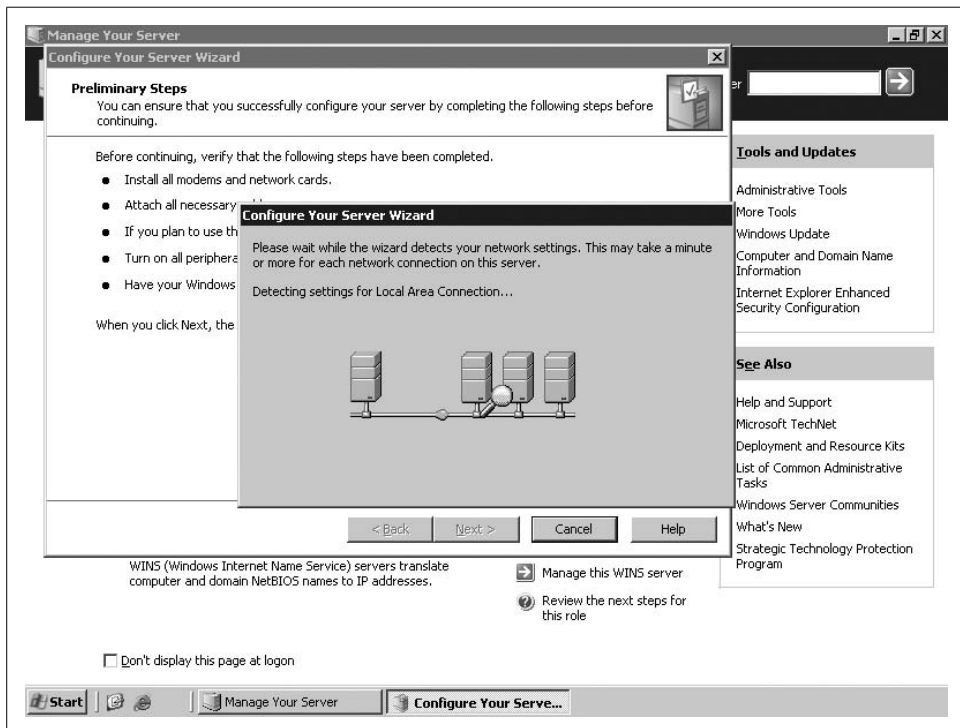 Manage Your Server
Configure Your Server Wizard
Preliminary Steps
You can ensure that you successfully configure your server by completing the following steps before
continuing.
Before continuing, verify that the following steps have been completed.
Install all modems and network cards.
Attach all necessary
If you plan to use th
Turn on all periphera
Have your Windows
When you click Next, the
Configure Your Server Wizard
Please wait while the wizard detects your network settings. This may take a minute
or more for each network connection on this server.
Detecting settings for Local Area Connection...
< Back
Next >
Cancel
Help
er
Tools and Updates
Administrative Tools
More Tools
Windows Update
Computer and Domain Name
Information
Internet Explorer Enhanced
Security Configuration
See Also
Help and Support
Microsoft TechNet
Deployment and Resource Kits
List of Common Administrative
Tasks
Windows Server Communities
What's New
Strategic Technology Protection
Program
WINS (Windows Internet Name Service) servers translate
computer and domain NetBIOS names to IP addresses.
Manage this WINS server
Review the next steps for
this role
Don't display this page at logon
Start
Manage Your Server
Configure Your Serve...